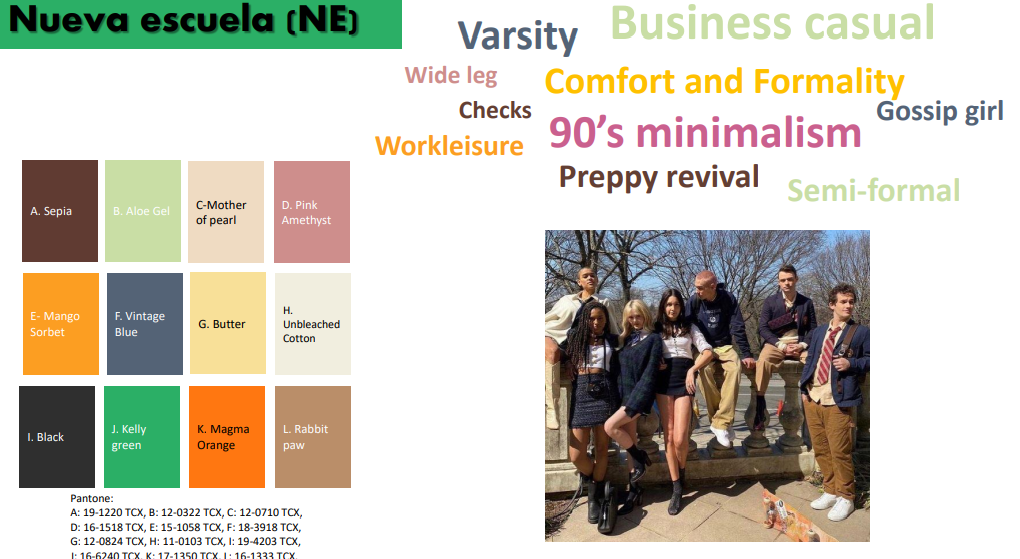 Nueva escuela (NE)
Varsity
Business casual
Wide leg
Comfort and Formality
Checks
Gossip girl
90’s minimalism
Workleisure
Preppy revival
Semi-formal
A. Sepia
B. Aloe Gel
C-Mother
of pearl
D. Pink
Amethyst
E- Mango
Sorbet
F. Vintage
Blue
G. Butter
H.
Unbleached
Cotton
I. Black
J. Kelly
green
K. Magma
Orange
L. Rabbit
paw
Pantone:
A: 19-1220 TCX, B: 12-0322 TCX, C: 12-0710 TCX,
D: 16-1518 TCX, E: 15-1058 TCX, F: 18-3918 TCX,
G: 12-0824 TCX, H: 11-0103 TCX, I: 19-4203 TCX,
J: 16-6240 TCX, K: 17-1350 TCX, L: 16-1333 TCX,